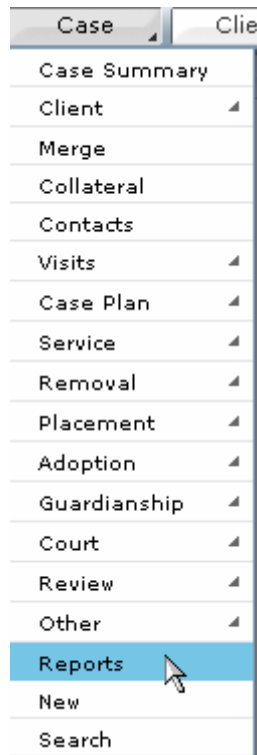 Case Clie
Case Summary
Client
Merge
Collateral
Contacts
Visits
Case Plan
Service
Removal
Placement
Adoption
Guardianship
Court
Review
Other
Reports
New
Search